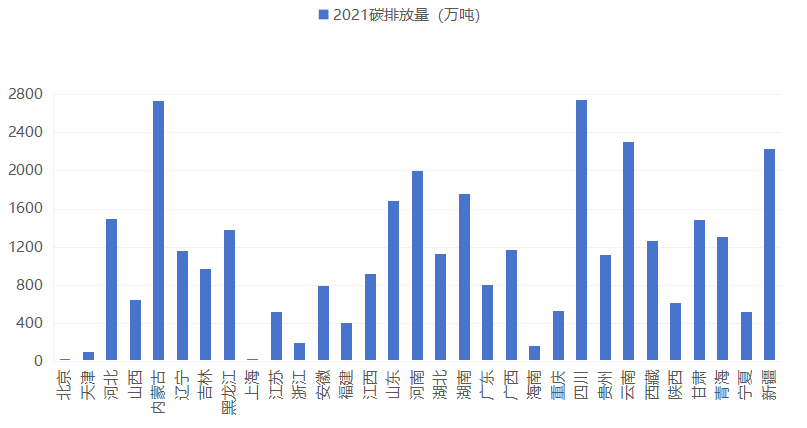 2021碳排放量（万吨）
2800
2400
2000
1600
1200
800
400
0
北京
天津
河北
山西
内蒙古
辽宁
吉林
黑龙江
上海
江苏
浙江
安徽
福建
江西
山东
河南
湖北
湖南
广东
广西
海南
重庆
四川
贵州
云南
西藏
陕西
甘肃
青海
宁夏
新疆